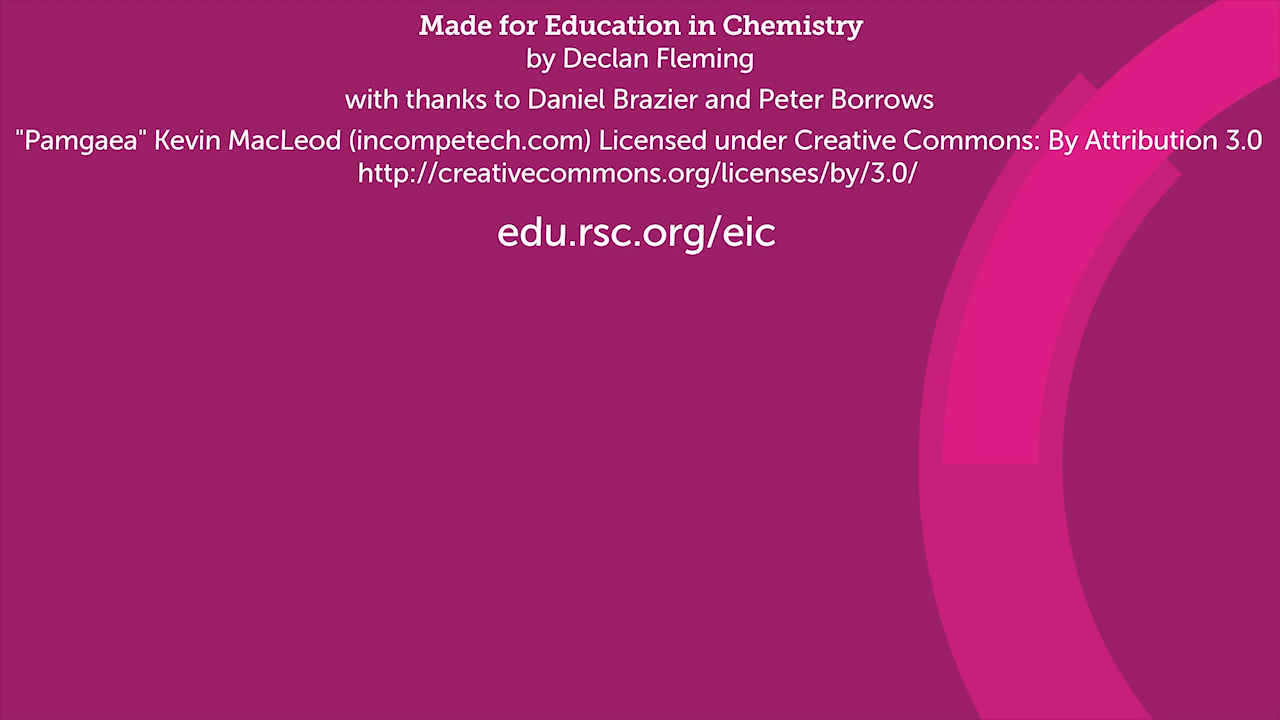 Made for Education in Chemistry
by Declan Fleming
with thanks to Daniel Brazier and Peter Borrows
"Pamgaea" Kevin MacLeod (incompetech.com) Licensed under Creative Commons: By Attribution 3.0
http://creativecommons.org/licenses/by/3.0/
edu.rsc.org/eic